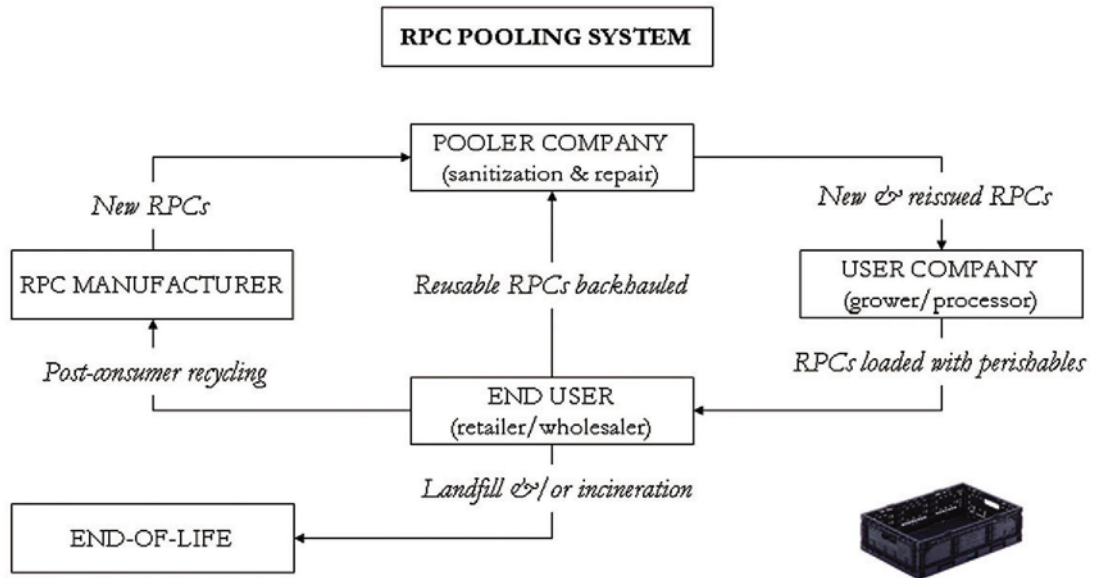 RPC POOLING SYSTEM
POOLER COMPANY
(sanitization & repair)
New RPCs
New & reissued RPCs
RPC MANUFACTURER
Reusable RPCs backhauled
USER COMPANY
(grower/processor)
Post-consumer recycling
RPCs loaded with perishables
END USER
(retailer/wholesaler)
Landfill &/or incineration
END-OF-LIFE